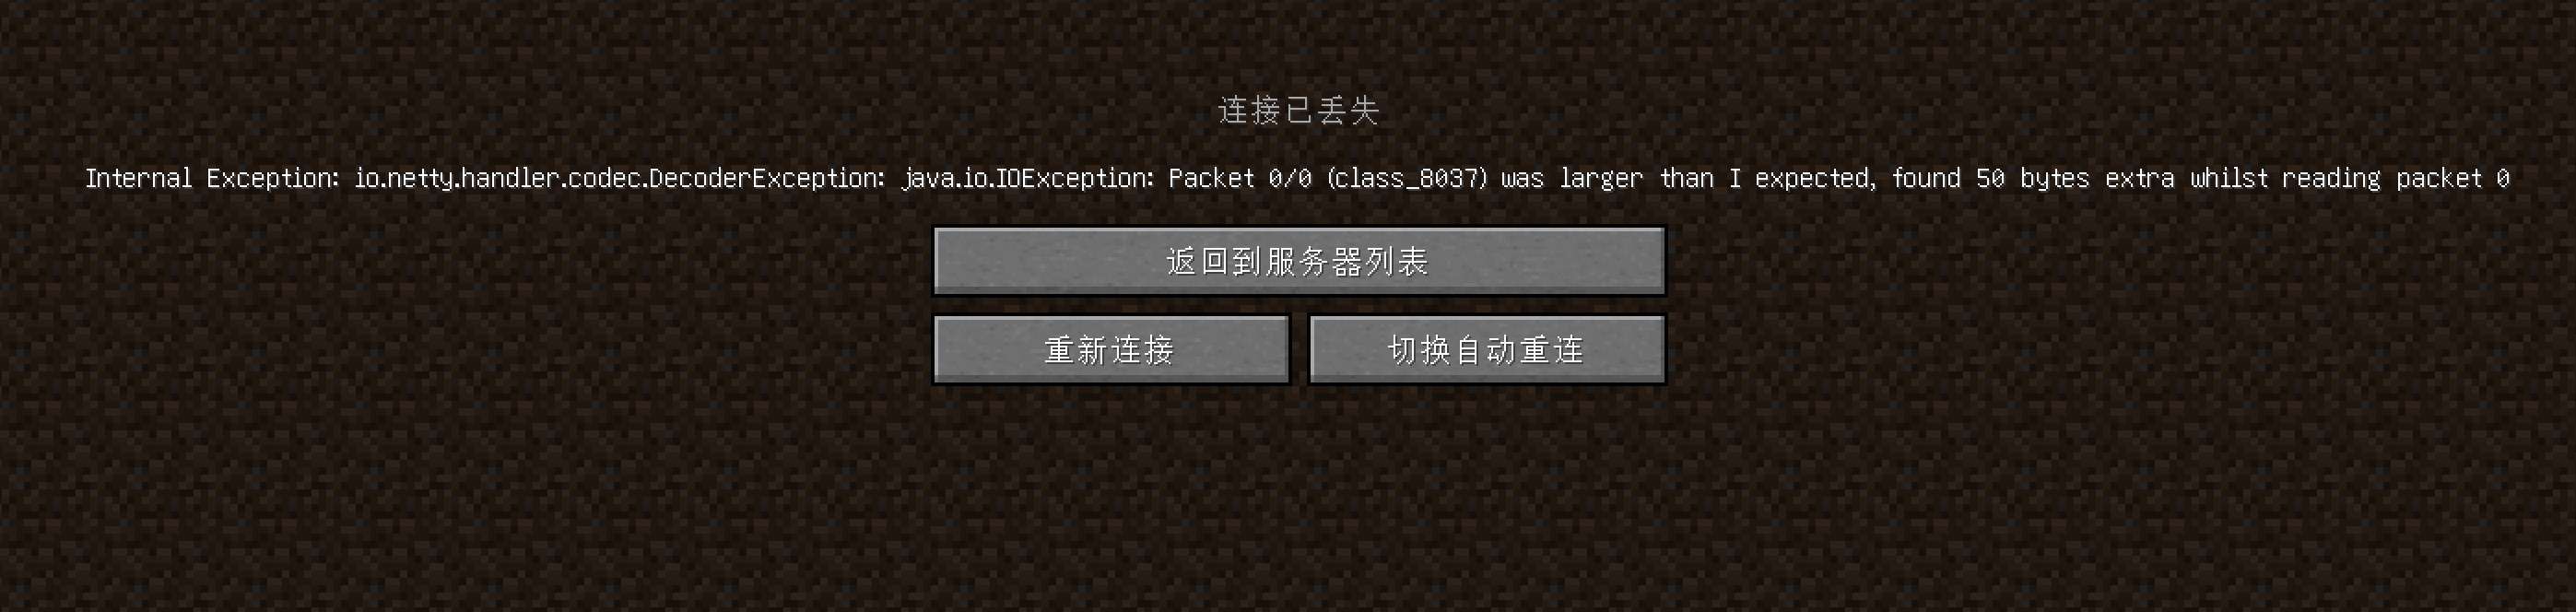 连接已丢失
Internal Exception: io.netty.handler.codec.DecoderException: java.io.IOException: Packet 0/0 (class_8037) was larger than I expected, found 50 bytes extra whilst reading packet 0
返回到服务器列表
重新连接
切换自动重连